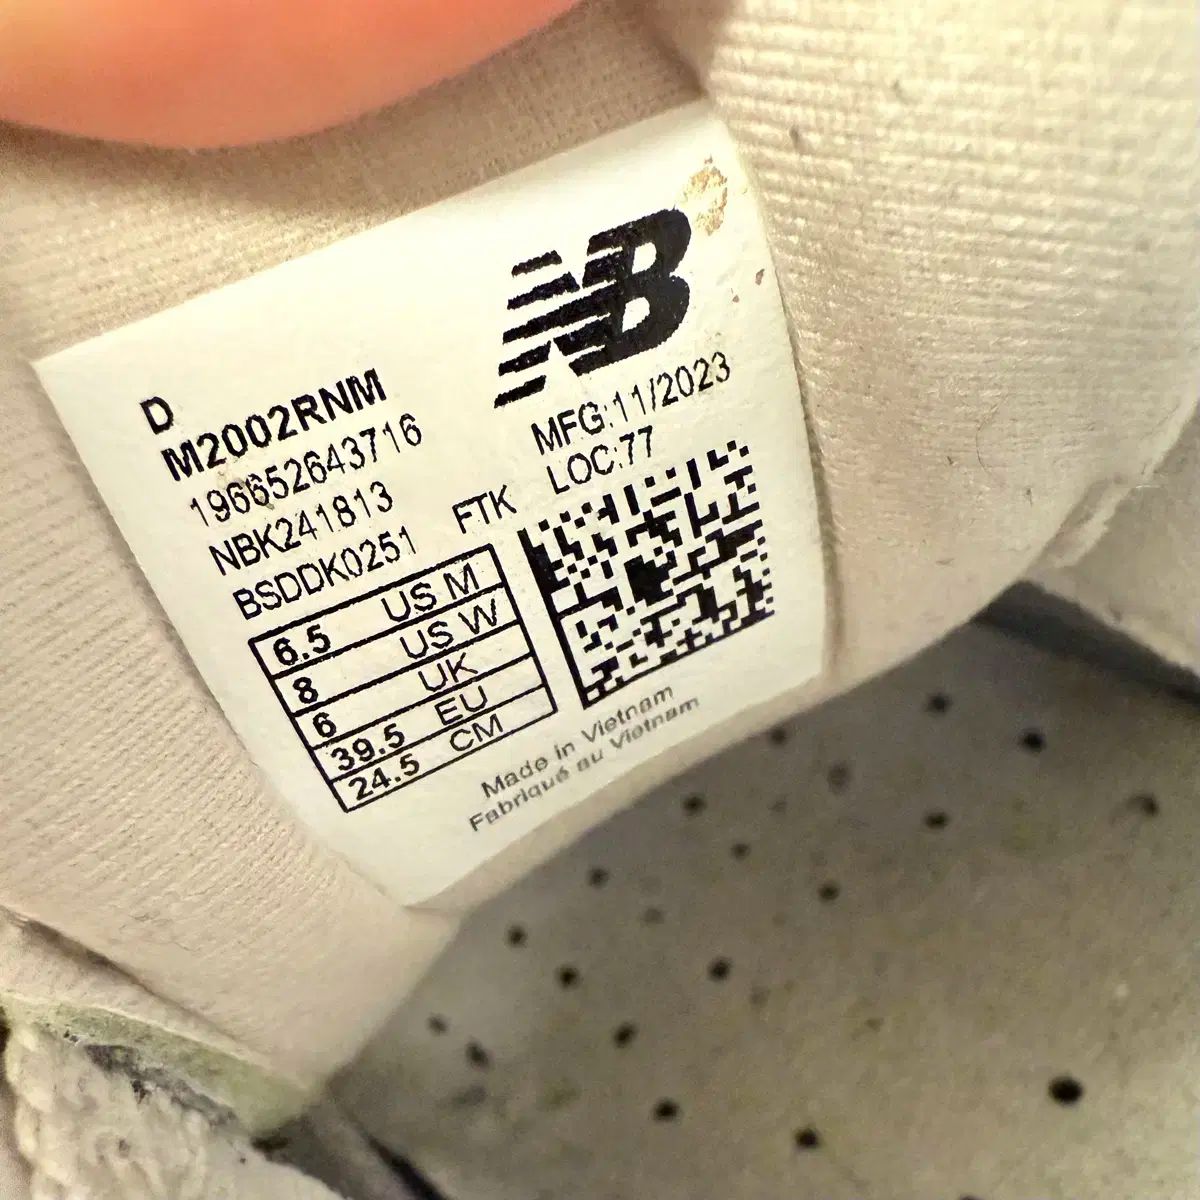 NB
D
M2002RNM
196652643716
NBK241813
BSDDK0251 FTK
MFG:11/2023
LOC:77
6.5 US M
8 US W
6 UK
39.5 EU
24.5 CM
Made in Vietnam
Fabriqué au Vietnam